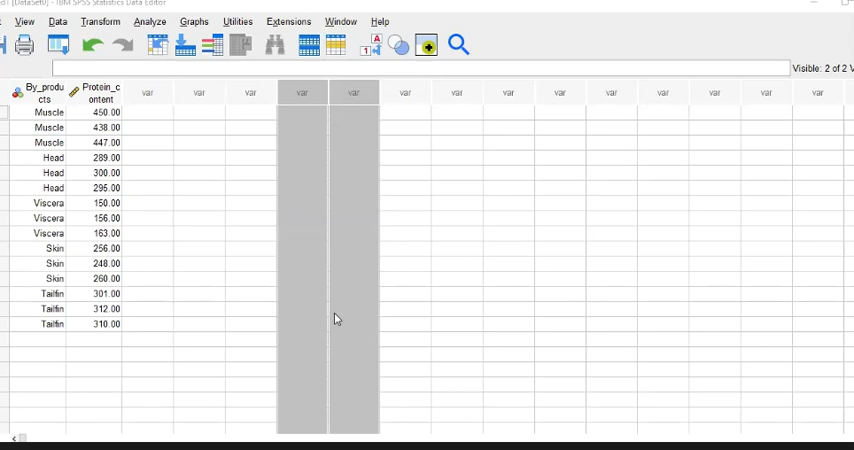 [DataSet0] - IBM SPSS Statistics Data Editor
View Data Transform Analyze Graphs Utilities Extensions Window Help
Visible: 2 of 2 V
By_produ
cts
Protein_c
ontent
var var var var var var var var var var var var var var
Muscle 450.00
Muscle 438.00
Muscle 447.00
Head 289.00
Head 300.00
Head 295.00
Viscera 150.00
Viscera 156.00
Viscera 163.00
Skin 256.00
Skin 248.00
Skin 260.00
Tailfin 301.00
Tailfin 312.00
Tailfin 310.00